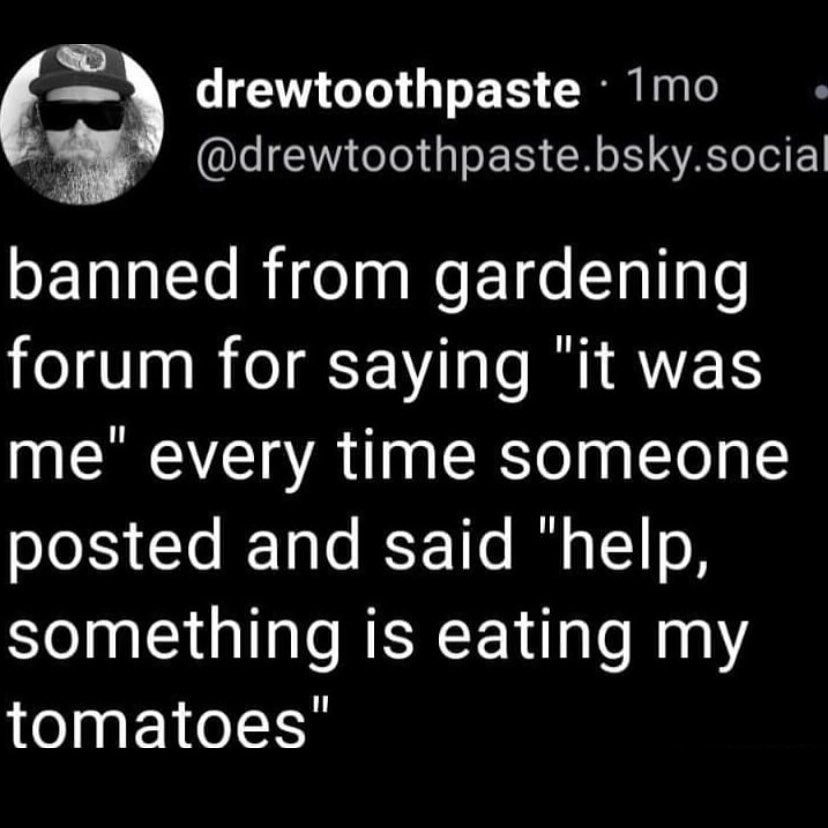 drewtoothpaste · 1mo
@drewtoothpaste.bsky.social
banned from gardening
forum for saying "it was
me" every time someone
posted and said "help,
something is eating my
tomatoes"